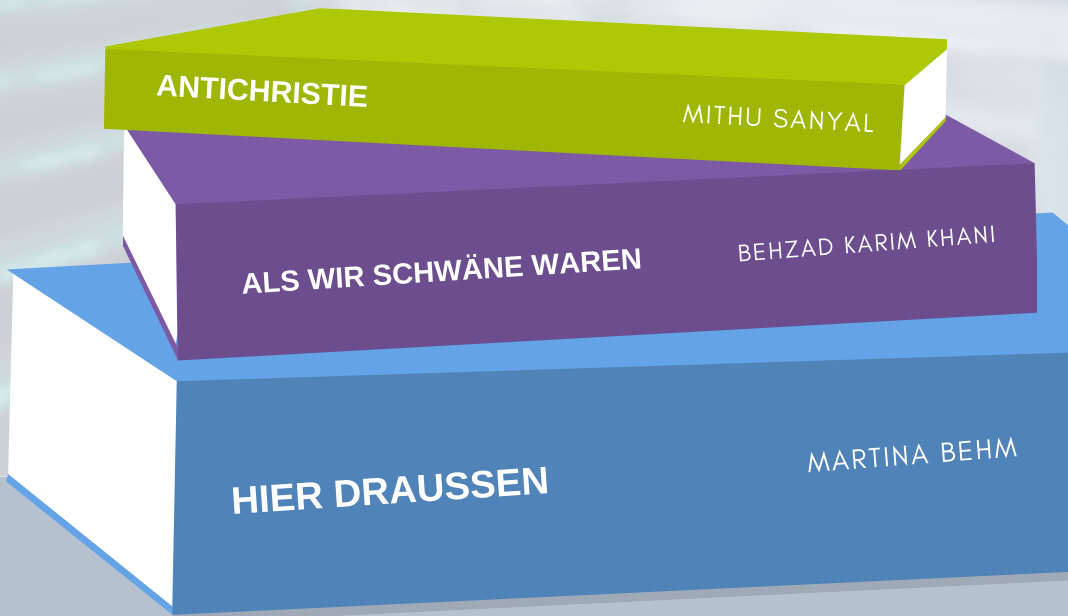 ANTICHRISTIE
MITHU SANYAL
ALS WIR SCHWÄNE WAREN
BEHZAD KARIM KHANI
HIER DRAUSSEN
MARTINA BEHM